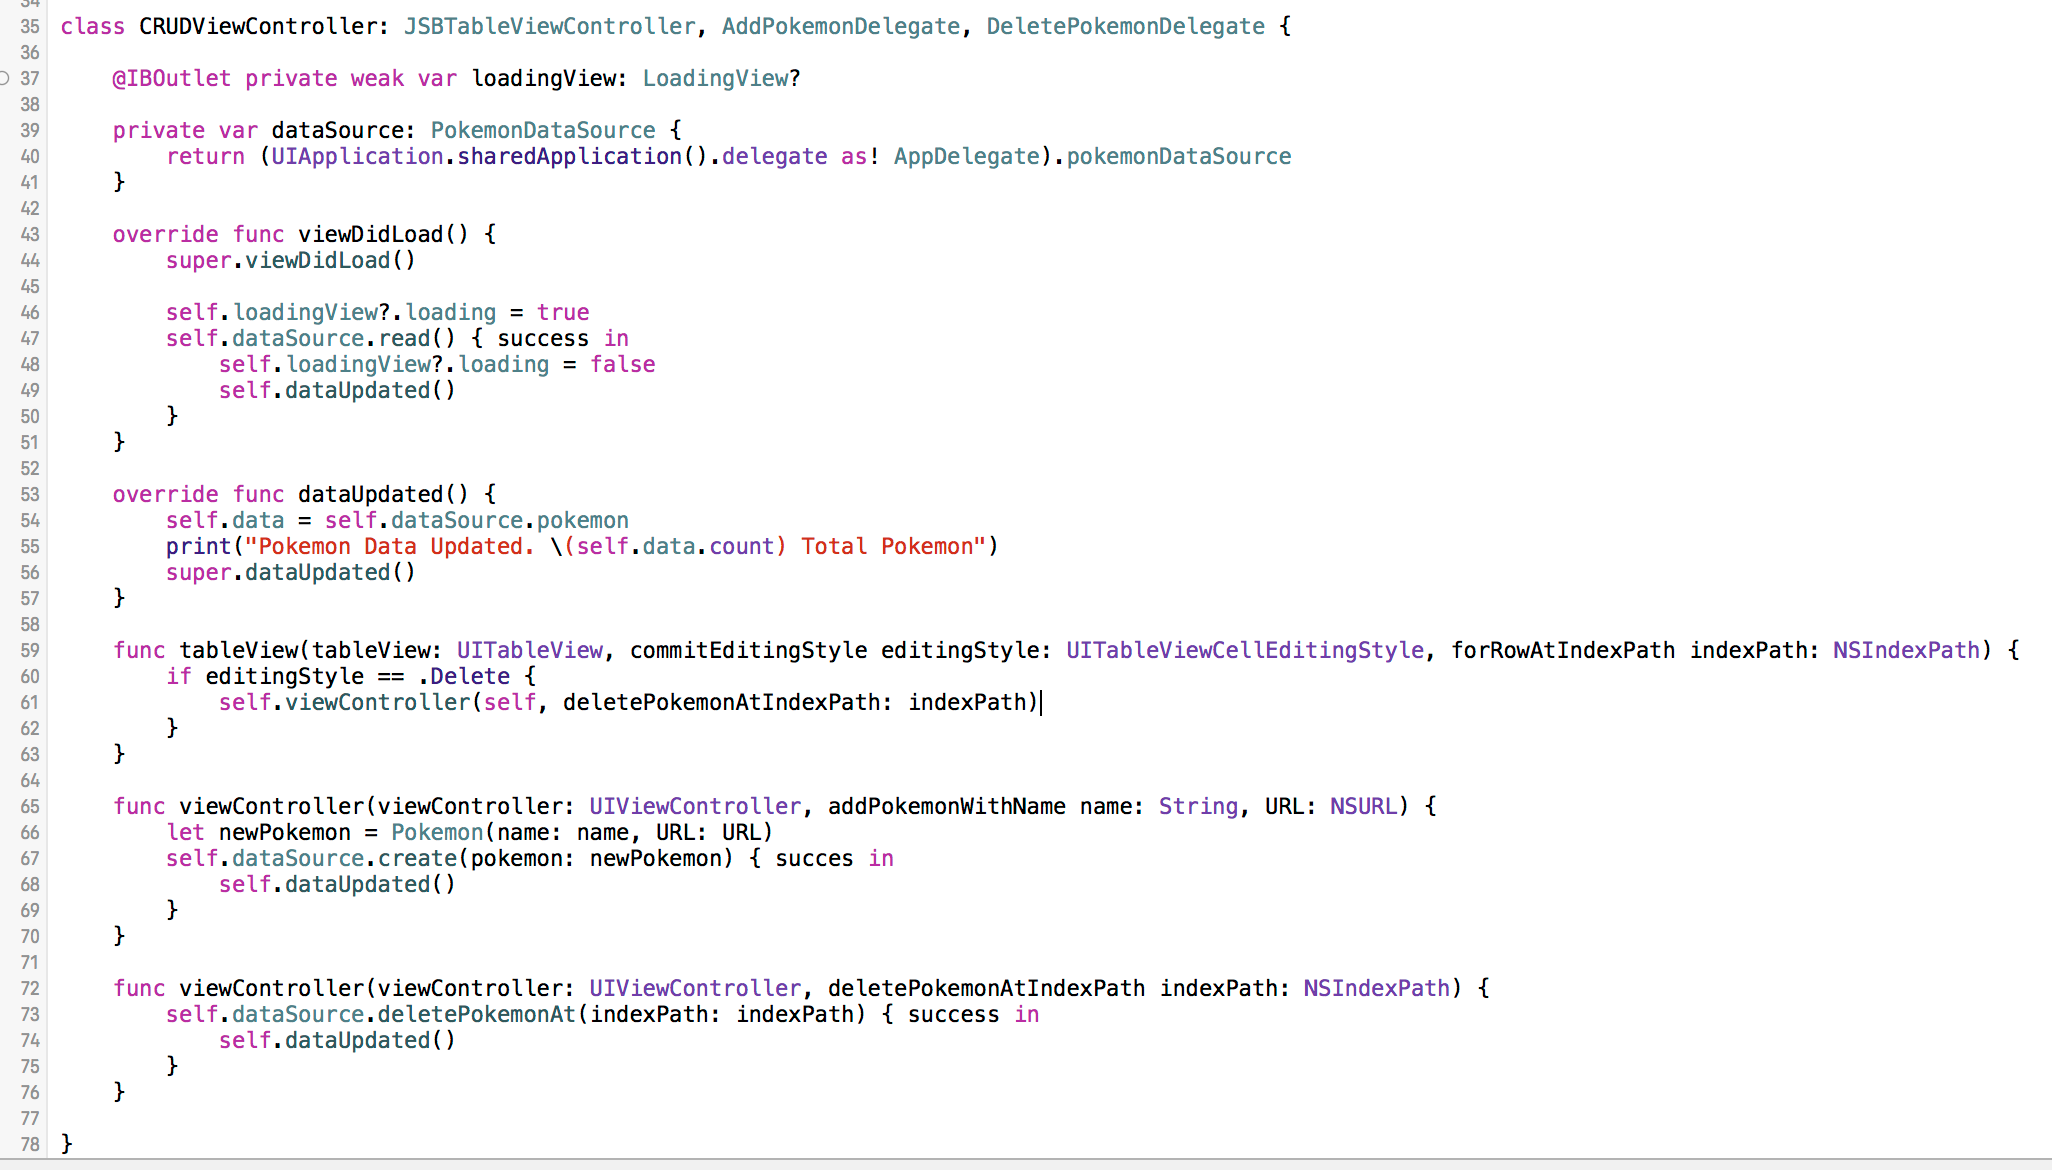 34
35 class CRUDViewController: JSBTableViewController, AddPokemonDelegate, DeletePokemonDelegate {
36
37     @IBOutlet private weak var loadingView: LoadingView?
38
39     private var dataSource: PokemonDataSource {
40         return (UIApplication.sharedApplication().delegate as! AppDelegate).pokemonDataSource
41     }
42
43     override func viewDidLoad() {
44         super.viewDidLoad()
45
46         self.loadingView?.loading = true
47         self.dataSource.read() { success in
48             self.loadingView?.loading = false
49             self.dataUpdated()
50         }
51     }
52
53     override func dataUpdated() {
54         self.data = self.dataSource.pokemon
55         print("Pokemon Data Updated. \(self.data.count) Total Pokemon")
56         super.dataUpdated()
57     }
58
59     func tableView(tableView: UITableView, commitEditingStyle editingStyle: UITableViewCellEditingStyle, forRowAtIndexPath indexPath: NSIndexPath) {
60         if editingStyle == .Delete {
61             self.viewController(self, deletePokemonAtIndexPath: indexPath)
62         }
63     }
64
65     func viewController(viewController: UIViewController, addPokemonWithName name: String, URL: NSURL) {
66         let newPokemon = Pokemon(name: name, URL: URL)
67         self.dataSource.create(pokemon: newPokemon) { succes in
68             self.dataUpdated()
69         }
70     }
71
72     func viewController(viewController: UIViewController, deletePokemonAtIndexPath indexPath: NSIndexPath) {
73         self.dataSource.deletePokemonAt(indexPath: indexPath) { success in
74             self.dataUpdated()
75         }
76     }
77
78 }